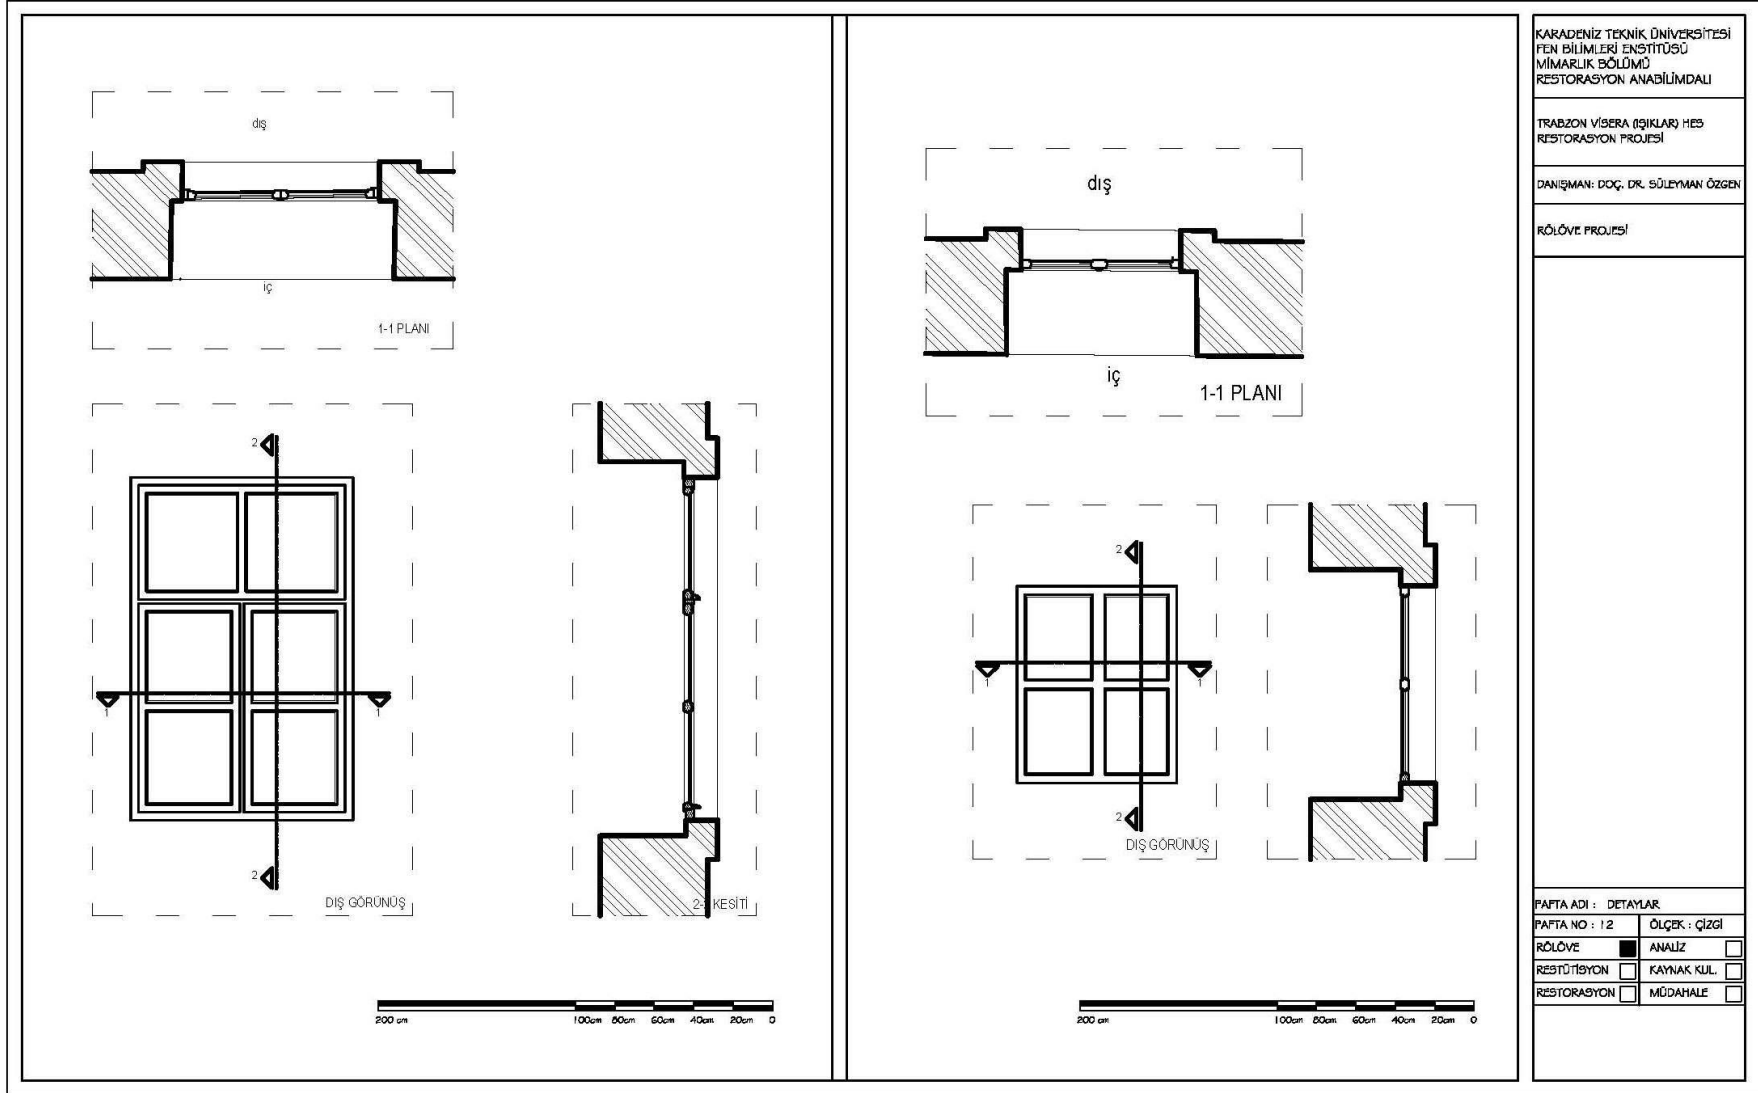 dış
iç
1-1 PLANI
2
1
1
2
DIŞ GÖRÜNÜŞ
2- KESİTİ
200 cm 100cm 80cm 60cm 40cm 20cm 0
dış
iç
1-1 PLANI
2
1
1
2
DIŞ GÖRÜNÜŞ
200 cm 100cm 80cm 60cm 40cm 20cm 0
KARADENİZ TEKNİK ÜNİVERSİTESİ
FEN BİLİMLERİ ENSTİTÜSÜ
MİMARLIK BÖLÜMÜ
RESTORASYON ANABİLİMDALI
TRABZON VİSERA (IŞIKLAR) HES
RESTORASYON PROJESİ
DANIŞMAN: DOÇ. DR. SÜLEYMAN ÖZGEN
RÖLÖVE PROJESİ
PAFTA ADI : DETAYLAR
PAFTA NO : 12 ÖLÇEK : ÇİZGİ
RÖLÖVE ANALİZ
RESTÜTİSYON KAYNAK KUL.
RESTORASYON MÜDAHALE